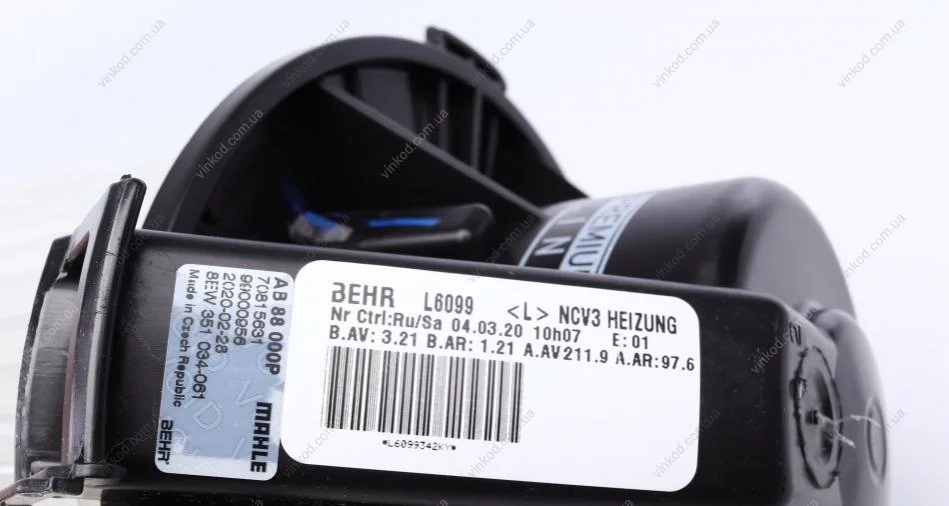 AB 88 000P
70815631
99000956
2020-02-28
8EW 351 034-061
Made in Czech Republic
MAHLE
BEHR
BEHR L6099 <L> NCV3 HEIZUNG
Nr Ctrl:Ru/Sa 04.03.20 10h07 E:01
B.AV: 3.21 B.AR: 1.21 A.AV211.9 A.AR:97.6
*L6099342KY*
PREMIUM
vinkod.com.ua